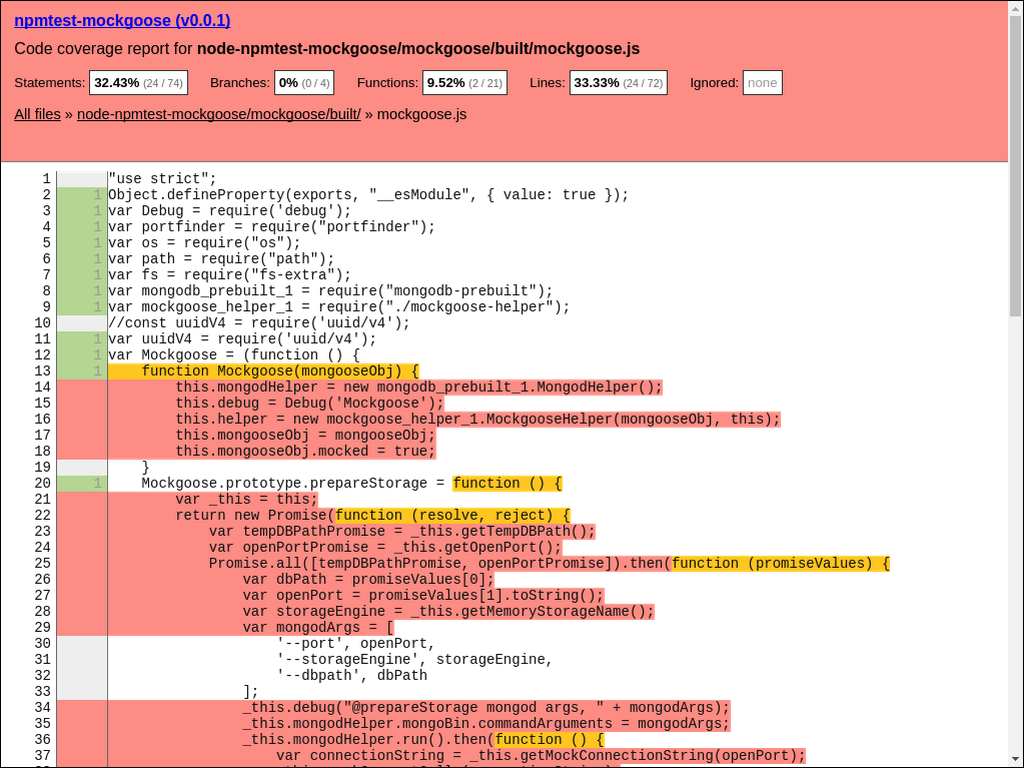 npmtest-mockgoose (v0.0.1)
Code coverage report for node-npmtest-mockgoose/mockgoose/built/mockgoose.js
Statements: 32.43% (24 / 74) Branches: 0% (0 / 4) Functions: 9.52% (2 / 21) Lines: 33.33% (24 / 72) Ignored: none
All files » node-npmtest-mockgoose/mockgoose/built/ » mockgoose.js
1 "use strict";
2 1 Object.defineProperty(exports, "__esModule", { value: true });
3 1 var Debug = require('debug');
4 1 var portfinder = require("portfinder");
5 1 var os = require("os");
6 1 var path = require("path");
7 1 var fs = require("fs-extra");
8 1 var mongodb_prebuilt_1 = require("mongodb-prebuilt");
9 1 var mockgoose_helper_1 = require("./mockgoose-helper");
10 //const uuidV4 = require('uuid/v4');
11 1 var uuidV4 = require('uuid/v4');
12 1 var Mockgoose = (function () {
13 1     function Mockgoose(mongooseObj) {
14         this.mongodHelper = new mongodb_prebuilt_1.MongodHelper();
15         this.debug = Debug('Mockgoose');
16         this.helper = new mockgoose_helper_1.MockgooseHelper(mongooseObj, this);
17         this.mongooseObj = mongooseObj;
18         this.mongooseObj.mocked = true;
19     }
20 1     Mockgoose.prototype.prepareStorage = function () {
21         var _this = this;
22         return new Promise(function (resolve, reject) {
23             var tempDBPathPromise = _this.getTempDBPath();
24             var openPortPromise = _this.getOpenPort();
25             Promise.all([tempDBPathPromise, openPortPromise]).then(function (promiseValues) {
26                 var dbPath = promiseValues[0];
27                 var openPort = promiseValues[1].toString();
28                 var storageEngine = _this.getMemoryStorageName();
29                 var mongodArgs = [
30                     '--port', openPort,
31                     '--storageEngine', storageEngine,
32                     '--dbpath', dbPath
33                 ];
34                 _this.debug("@prepareStorage mongod args, " + mongodArgs);
35                 _this.mongodHelper.mongoBin.commandArguments = mongodArgs;
36                 _this.mongodHelper.run().then(function () {
37                     var connectionString = _this.getMockConnectionString(openPort);